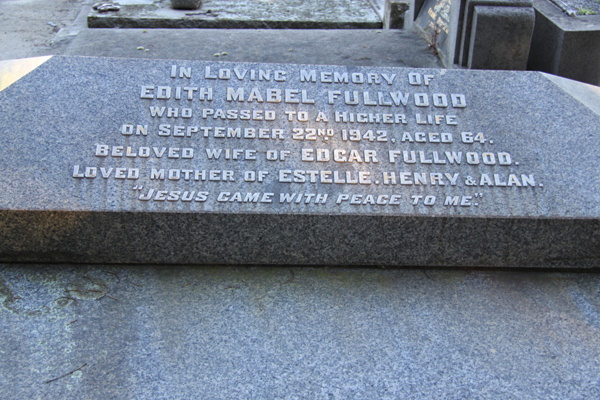 In Loving Memory of
EDITH MABEL FULLWOOD
WHO PASSED TO A HIGHER LIFE
ON SEPTEMBER 22ND. 1942, AGED 64.
BELOVED WIFE OF EDGAR FULLWOOD.
LOVED MOTHER OF ESTELLE, HENRY & ALAN.
"JESUS CAME WITH PEACE TO ME."